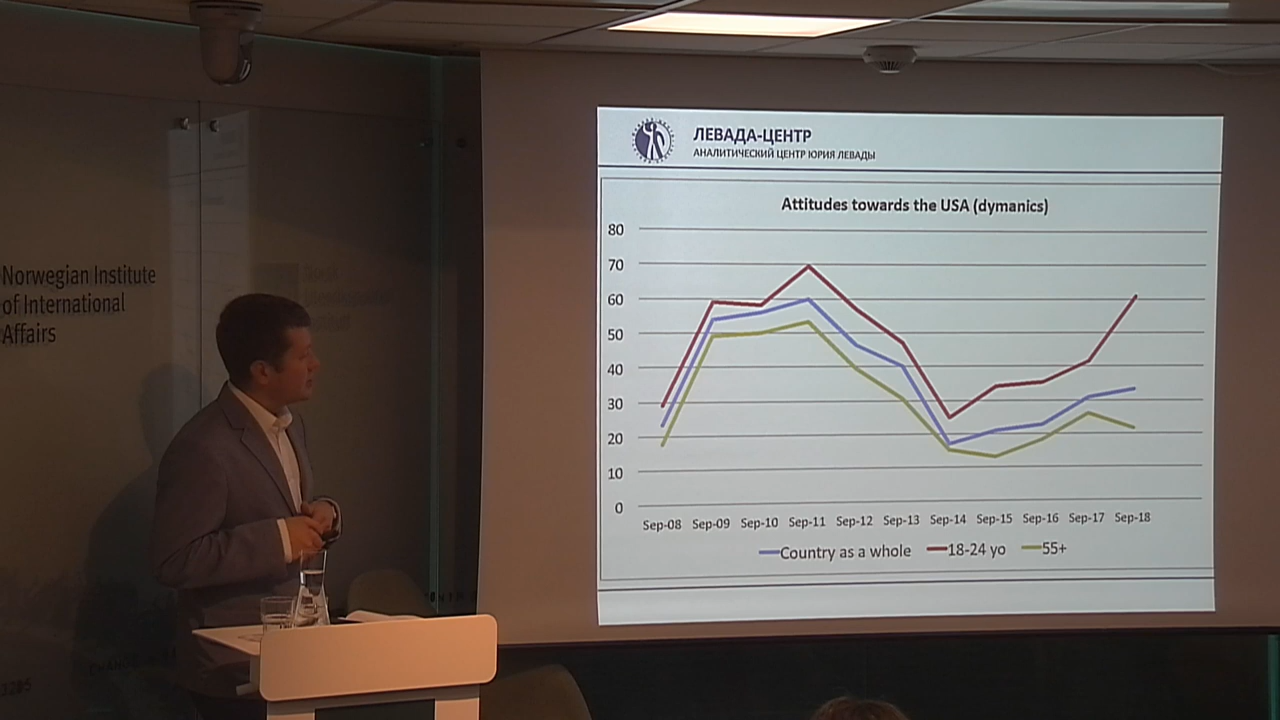 Norwegian Institute
of International
Affairs
ЛЕВАДА-ЦЕНТР
АНАЛИТИЧЕСКИЙ ЦЕНТР ЮРИЯ ЛЕВАДЫ
Attitudes towards the USA (dymanics)
80
70
60
50
40
30
20
10
0
Sep-08 Sep-09 Sep-10 Sep-11 Sep-12 Sep-13 Sep-14 Sep-15 Sep-16 Sep-17 Sep-18
Country as a whole 18-24 yo 55+